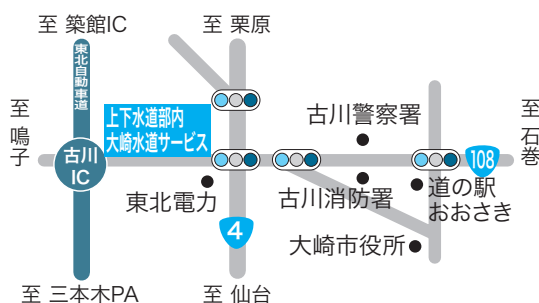 至 築館IC
至 栗原
東北自動車道
上下水道部内
大崎水道サービス
至 鳴子
古川
IC
古川警察署
至 石巻
108
東北電力
古川消防署
道の駅
おおさき
4
大崎市役所
至 三本木PA
至 仙台